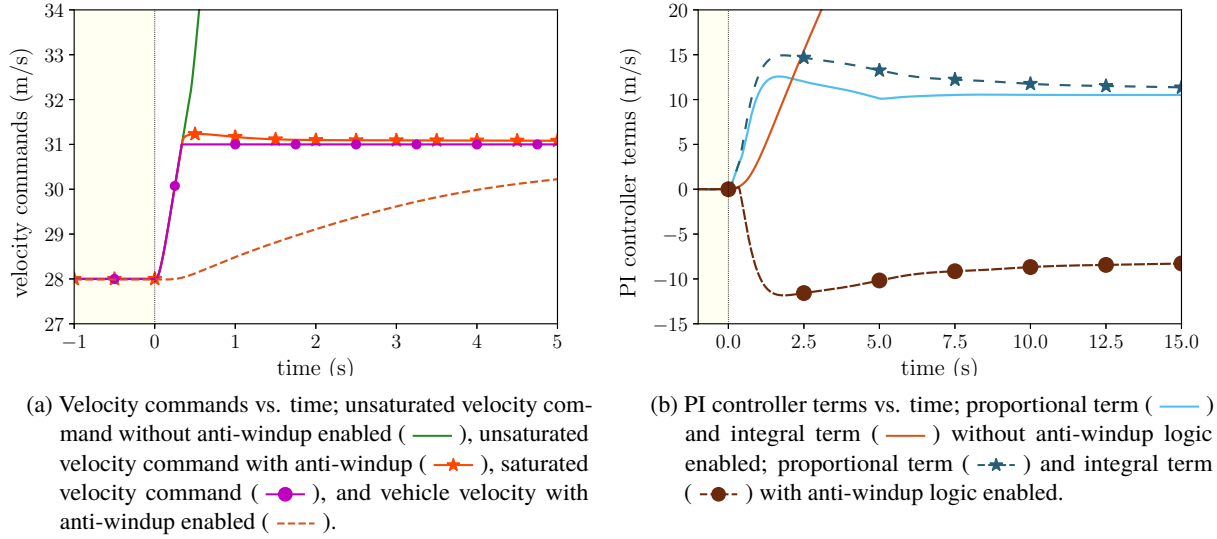 34
33
32
31
30
29
28
27
velocity commands (m/s)
−1 0 1 2 3 4 5
time (s)
20
15
10
5
0
−5
−10
−15
PI controller terms (m/s)
0.0 2.5 5.0 7.5 10.0 12.5 15.0
time (s)
(a) Velocity commands vs. time; unsaturated velocity com-
mand without anti-windup enabled ( ), unsaturated
velocity command with anti-windup ( ), saturated
velocity command ( ), and vehicle velocity with
anti-windup enabled ( ).
(b) PI controller terms vs. time; proportional term ( )
and integral term ( ) without anti-windup logic
enabled; proportional term ( ) and integral term
( ) with anti-windup logic enabled.